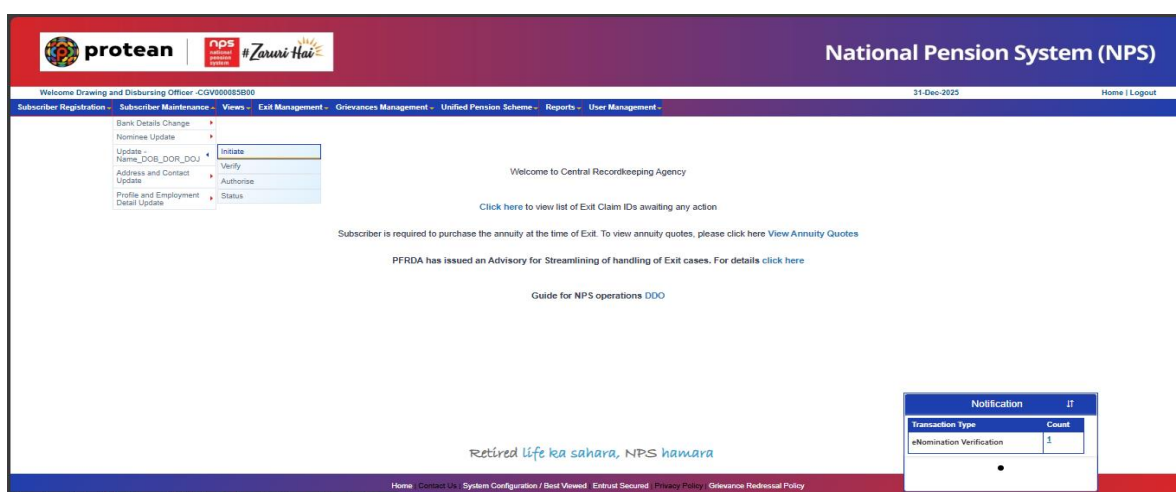 protean
nps
national
pension
system
#Zaruri Hai
National Pension System (NPS)
Welcome Drawing and Disbursing Officer -CGV000085B00
31-Dec-2025
Home | Logout
Subscriber Registration Subscriber Maintenance Views Exit Management Grievances Management Unified Pension Scheme Reports User Management
Bank Details Change
Nominee Update
Update -
Name_DOB_DOR_DOJ
Address and Contact
Update
Profile and Employment
Detail Update
Initiate
Verify
Authorise
Status
Welcome to Central Recordkeeping Agency
Click here to view list of Exit Claim IDs awaiting any action
Subscriber is required to purchase the annuity at the time of Exit. To view annuity quotes, please click here View Annuity Quotes
PFRDA has issued an Advisory for Streamlining of handling of Exit cases. For details click here
Guide for NPS operations DDO
Notification
Transaction Type Count
eNomination Verification 1
Retired life ka sahara, NPS hamara
Home | Contact Us | System Configuration / Best Viewed | Entrust Secured | Privacy Policy | Grievance Redressal Policy